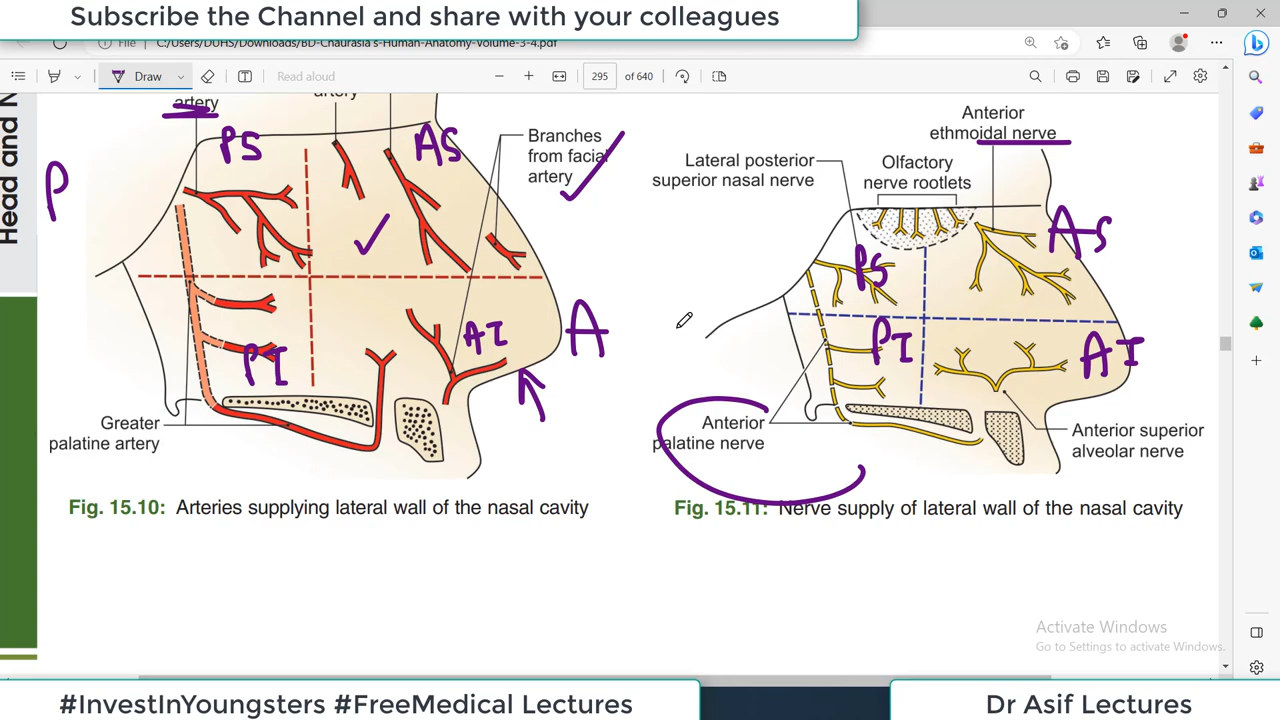 Subscribe the Channel and share with your colleagues
File
C:/Users/DUHS/Downloads/BD-Chaurasia's-Human-Anatomy-Volume-3-4.pdf
Draw
Read aloud
295 of 640
Head and N
artery
artery
PS
AS
P
Branches
from facial
artery
AI
A
PI
Greater
palatine artery
Fig. 15.10: Arteries supplying lateral wall of the nasal cavity
Anterior
ethmoidal nerve
Lateral posterior
superior nasal nerve
Olfactory
nerve rootlets
AS
PS
PI
AI
Anterior
palatine nerve
Anterior superior
alveolar nerve
Fig. 15.11: Nerve supply of lateral wall of the nasal cavity
Activate Windows
Go to Settings to activate Windows.
#InvestInYoungsters #FreeMedical Lectures
Dr Asif Lectures